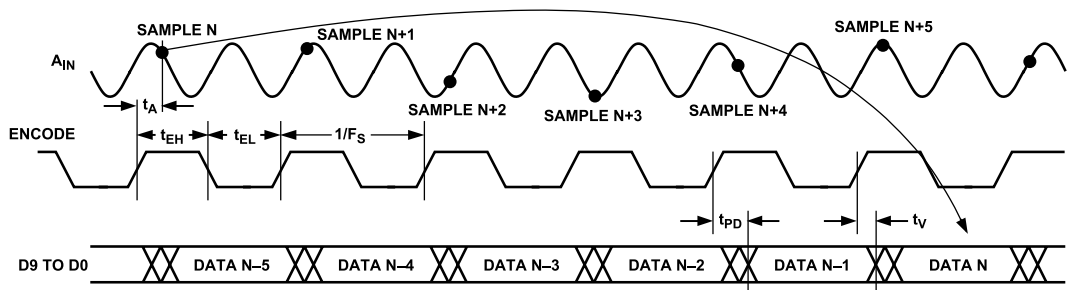 SAMPLE N
SAMPLE N+1
SAMPLE N+5
AIN
SAMPLE N+2
SAMPLE N+3
SAMPLE N+4
tA
ENCODE
tEH
tEL
1/FS
tPD
tV
D9 TO D0
DATA N–5
DATA N–4
DATA N–3
DATA N–2
DATA N–1
DATA N